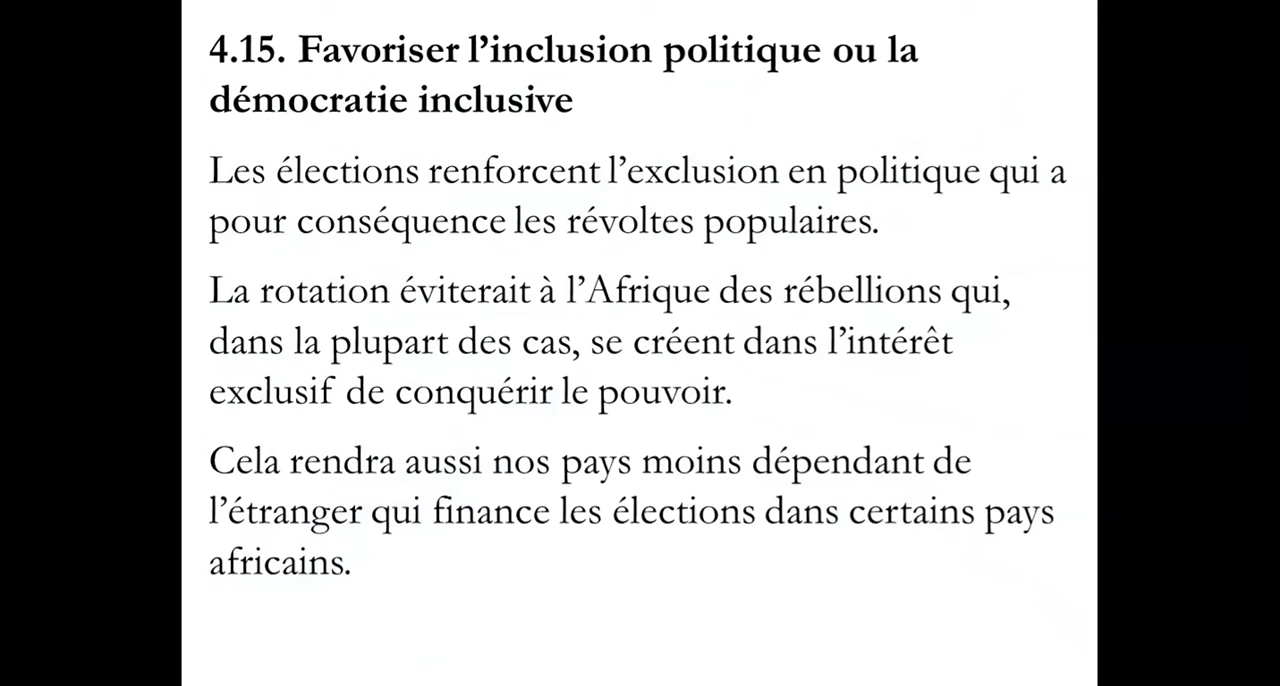 4.15. Favoriser l’inclusion politique ou la
démocratie inclusive
Les élections renforcent l’exclusion en politique qui a
pour conséquence les révoltes populaires.
La rotation éviterait à l’Afrique des rébellions qui,
dans la plupart des cas, se créent dans l’intérêt
exclusif de conquérir le pouvoir.
Cela rendra aussi nos pays moins dépendant de
l’étranger qui finance les élections dans certains pays
africains.